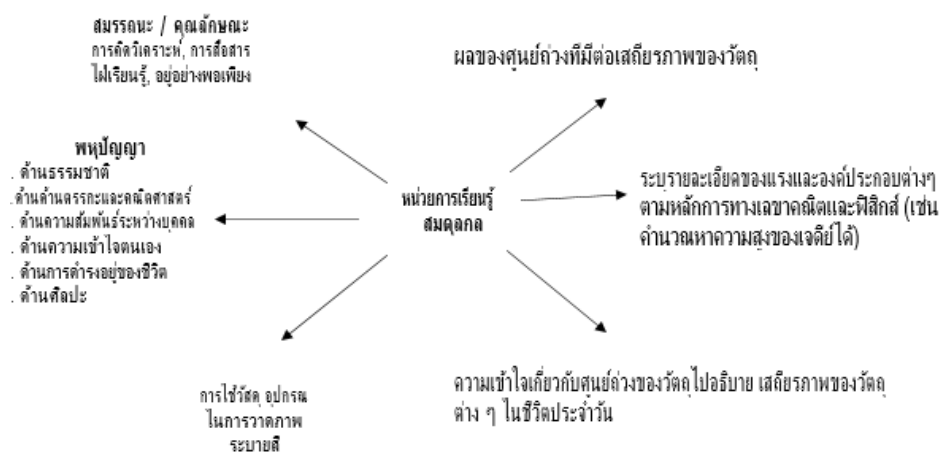 สมรรถนะ / คุณลักษณะ
การคิดวิเคราะห์, การสื่อสาร
ใฝ่เรียนรู้, อยู่อย่างพอเพียง
ผลของศูนย์ถ่วงที่มีต่อเสถียรภาพของวัตถุ
พหุปัญญา
. ด้านธรรมชาติ
.ด้านด้านตรรกะและคณิตศาสตร์
. ด้านความสัมพันธ์ระหว่างบุคคล
. ด้านความเข้าใจตนเอง
. ด้านการดำรงอยู่ของชีวิต
. ด้านศิลปะ
หน่วยการเรียนรู้
สมดุลกล
ระบุรายละเอียดของแรงและองค์ประกอบต่างๆ
ตามหลักการทางเลขาคณิตและฟิสิกส์ (เช่น
คำนวณหาความสูงของเจดีย์ได้)
การใช้วัสดุ อุปกรณ
ในการวาดภาพ
ระบายสี
ความเข้าใจเกี่ยวกับศูนย์ถ่วงของวัตถุไปอธิบาย เสถียรภาพของวัตถุ
ต่าง ๆ ในชีวิตประจำวัน